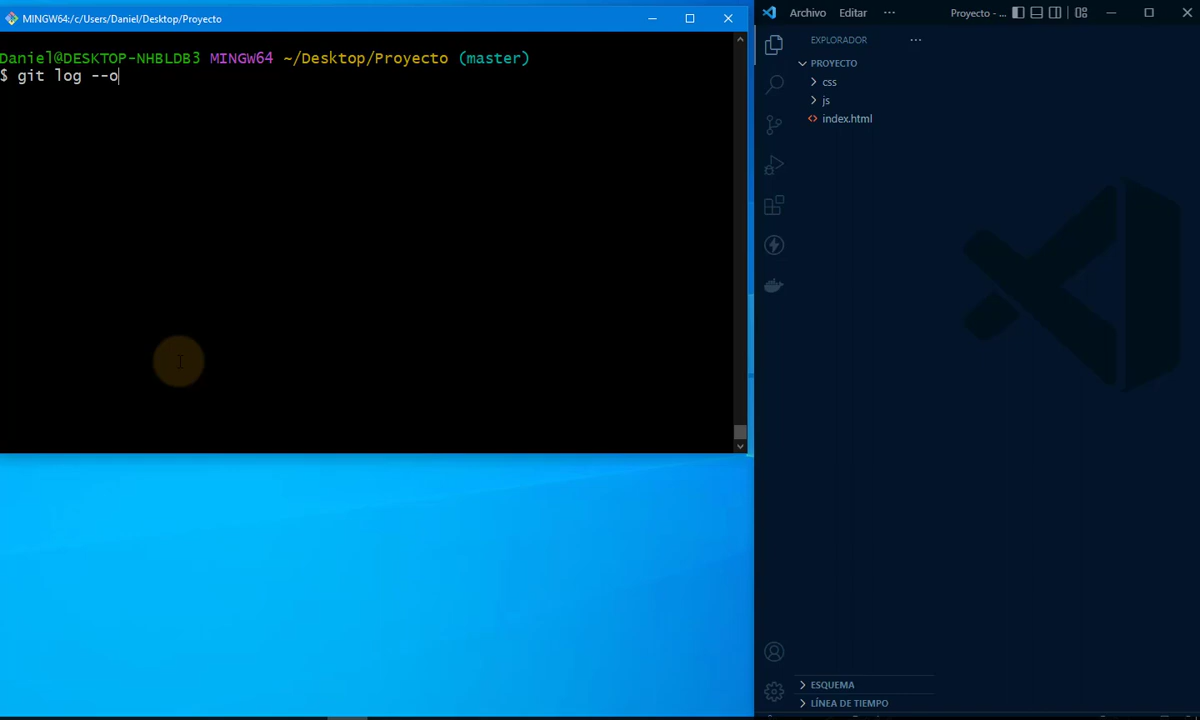 MINGW64:/c/Users/Daniel/Desktop/Proyecto
Daniel@DESKTOP-NHBLDB3 MINGW64 ~/Desktop/Proyecto (master)
$ git log --o
Archivo Editar ··· Proyecto - ...
EXPLORADOR ···
PROYECTO
css
js
index.html
ESQUEMA
LÍNEA DE TIEMPO